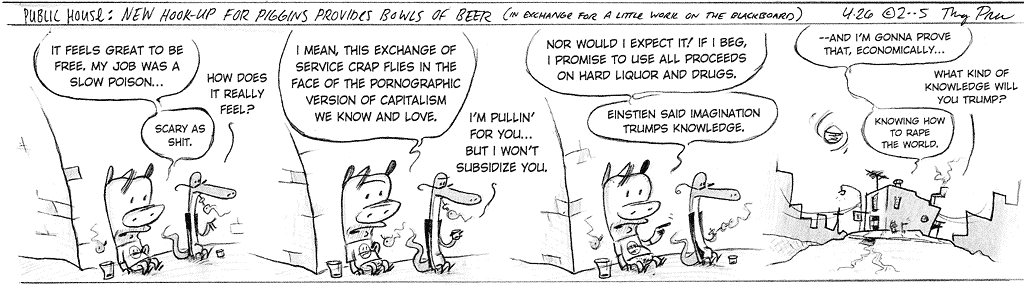 PUBLIC HOUSE: NEW HOOK-UP FOR PIGGINS PROVIDES BOWLS OF BEER (IN EXCHANGE FOR A LITTLE WORK ON THE BLACKBOARD) 4.26
IT FEELS GREAT TO BE
FREE. MY JOB WAS A
SLOW POISON...
HOW DOES
IT REALLY
FEEL?
SCARY AS
SHIT.
I MEAN, THIS EXCHANGE OF
SERVICE CRAP FLIES IN THE
FACE OF THE PORNOGRAPHIC
VERSION OF CAPITALISM
WE KNOW AND LOVE.
I'M PULLIN'
FOR YOU...
BUT I WON'T
SUBSIDIZE YOU.
NOR WOULD I EXPECT IT! IF I BEG,
I PROMISE TO USE ALL PROCEEDS
ON HARD LIQUOR AND DRUGS.
EINSTIEN SAID IMAGINATION
TRUMPS KNOWLEDGE.
--AND I'M GONNA PROVE
THAT, ECONOMICALLY...
WHAT KIND OF
KNOWLEDGE WILL
YOU TRUMP?
KNOWING HOW
TO RAPE
THE WORLD.